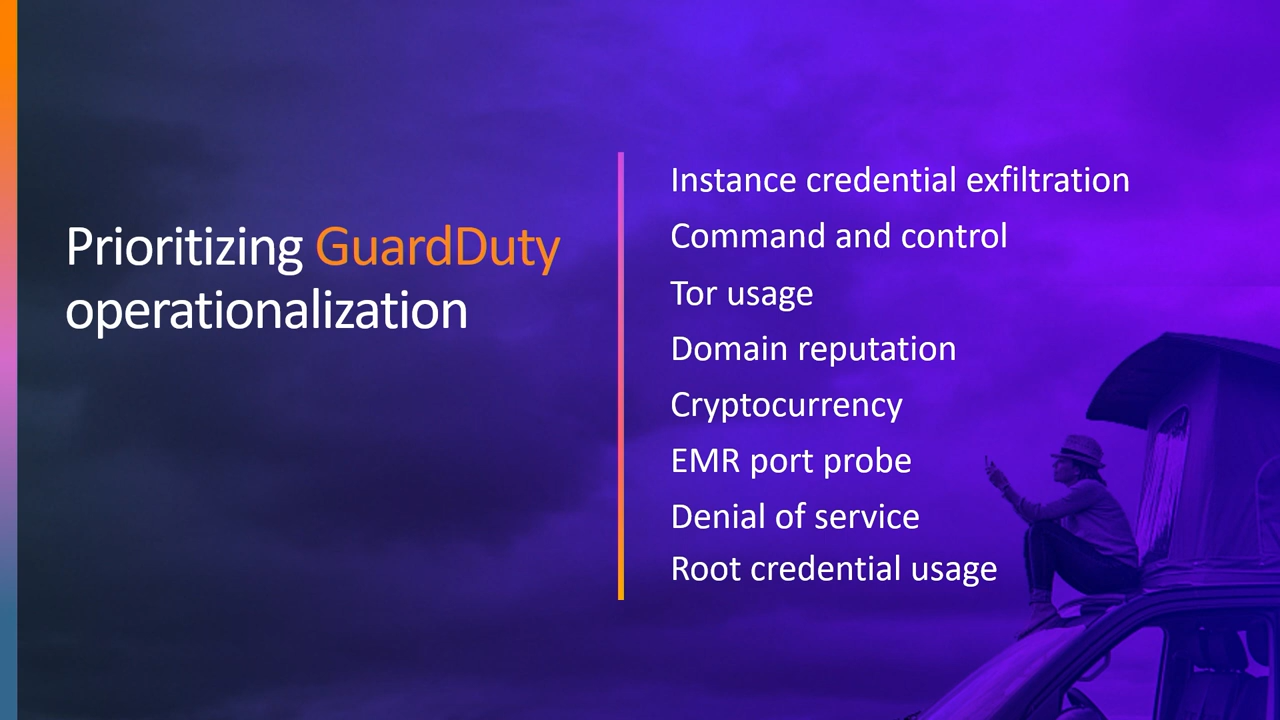 Prioritizing GuardDuty
operationalization
Instance credential exfiltration
Command and control
Tor usage
Domain reputation
Cryptocurrency
EMR port probe
Denial of service
Root credential usage